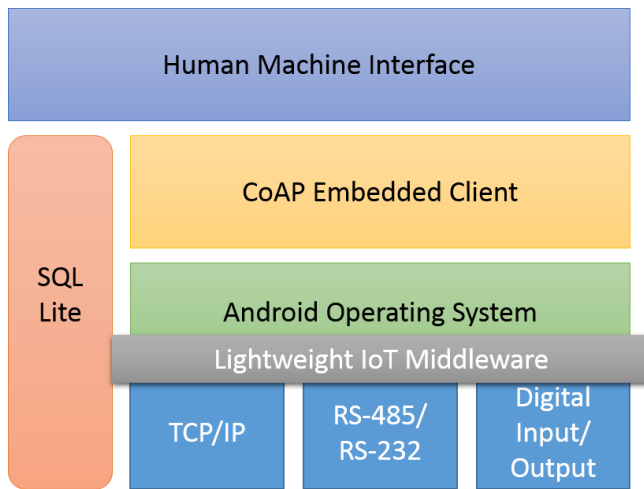 Human Machine Interface
CoAP Embedded Client
SQL
Lite
Android Operating System
Lightweight IoT Middleware
TCP/IP
RS-485/
RS-232
Digital
Input/
Output